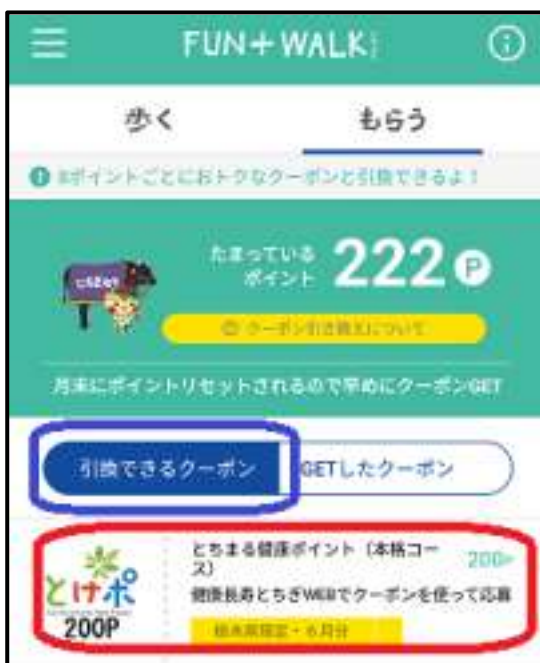 FUN+WALK
歩く
もらう
8ポイントごとにおトクなクーポンと引換できるよ！
たまっている
ポイント
222 P
クーポン引き換えについて
月末にポイントリセットされるので早めにクーポンGET
引換できるクーポン
GETしたクーポン
とちまる健康ポイント（本格コー
ス）
200P
健康長寿とちぎWEBでクーポンを使って応募
とけポ
200P
栃木県限定・6月分